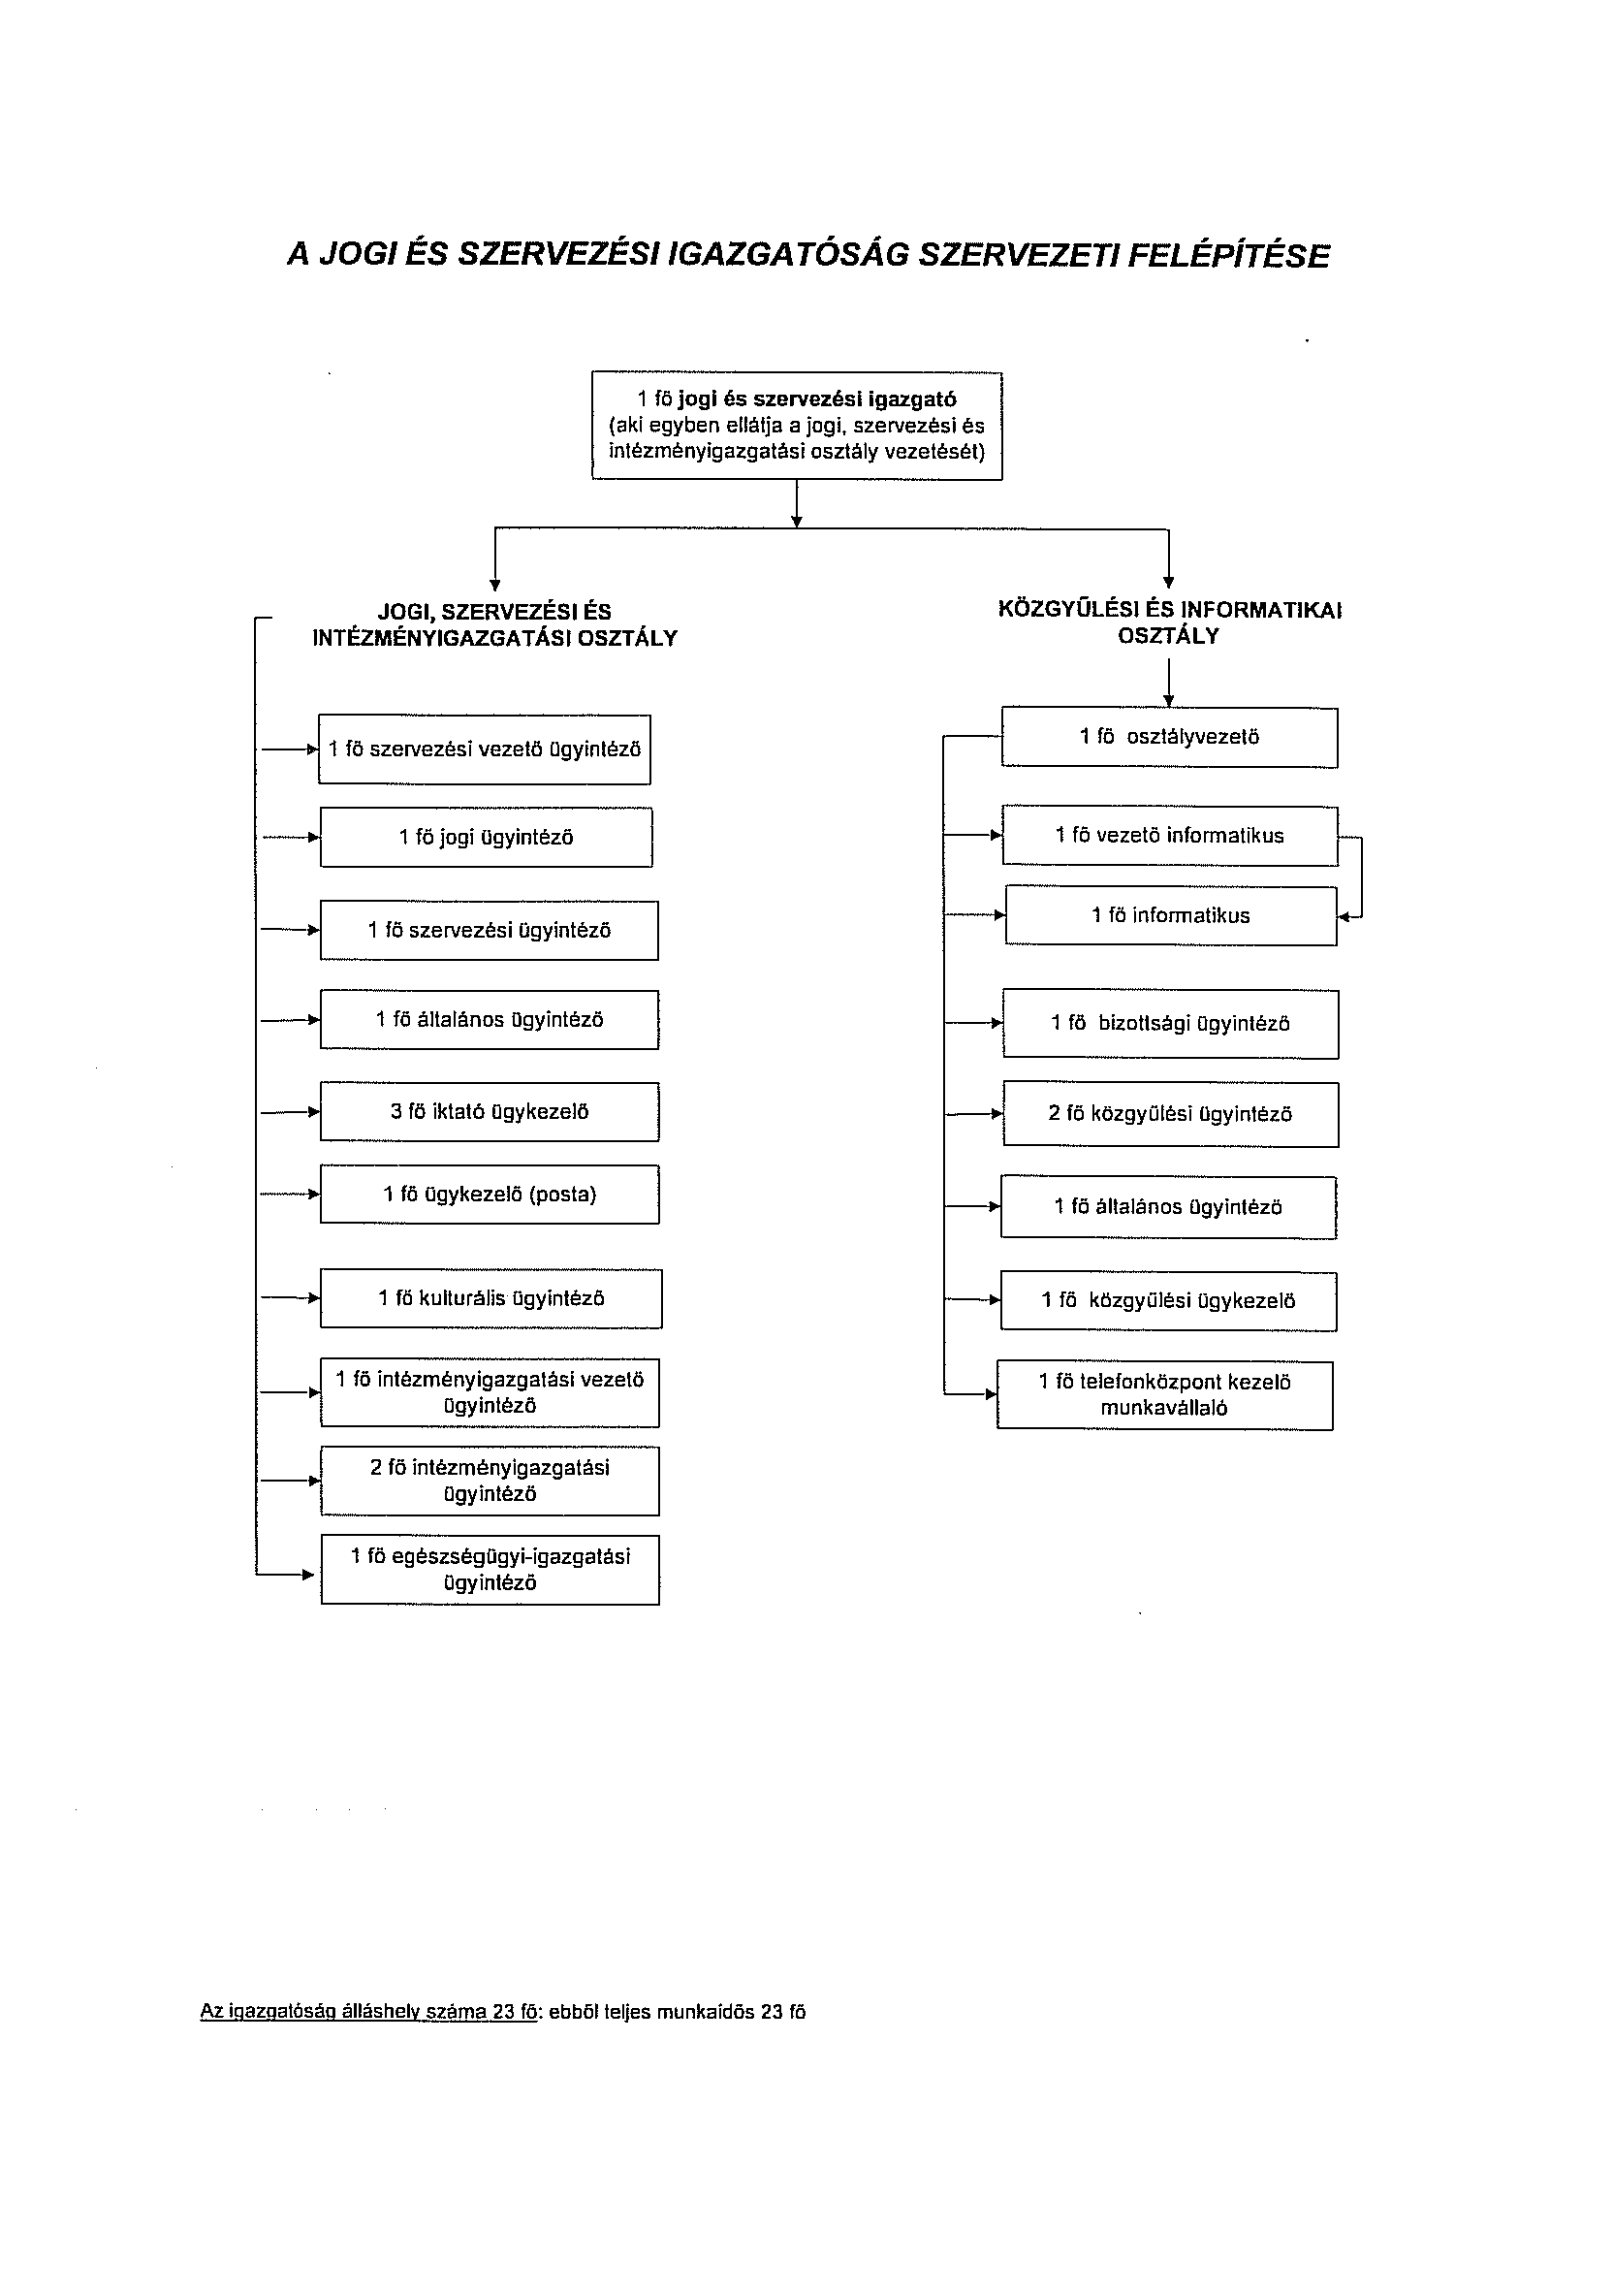 A JOGI ÉS SZERVEZÉSI IGAZGATÓSÁG SZERVEZETI FELÉPÍTÉSE
1 fő jogi és szervezési igazgató
(aki egyben ellátja a jogi, szervezési és
intézményigazgatási osztály vezetését)
JOGI, SZERVEZÉSI ÉS
INTÉZMÉNYIGAZGATÁSI OSZTÁLY
1 fő szervezési vezető ügyintéző
1 fő jogi ügyintéző
1 fő szervezési ügyintéző
1 fő általános ügyintéző
3 fő iktató ügykezelő
1 fő ügykezelő (posta)
1 fő kulturális ügyintéző
1 fő intézményigazgatási vezető
ügyintéző
2 fő intézményigazgatási
ügyintéző
1 fő egészségügyi-igazgatási
ügyintéző
KÖZGYŰLÉSI ÉS INFORMATIKAI
OSZTÁLY
1 fő osztályvezető
1 fő vezető informatikus
1 fő informatikus
1 fő bizottsági ügyintéző
2 fő közgyűlési ügyintéző
1 fő általános ügyintéző
1 fő közgyűlési ügykezelő
1 fő telefonközpont kezelő
munkavállaló
Az igazgatóság álláshely száma 23 fő: ebből teljes munkaidős 23 fő